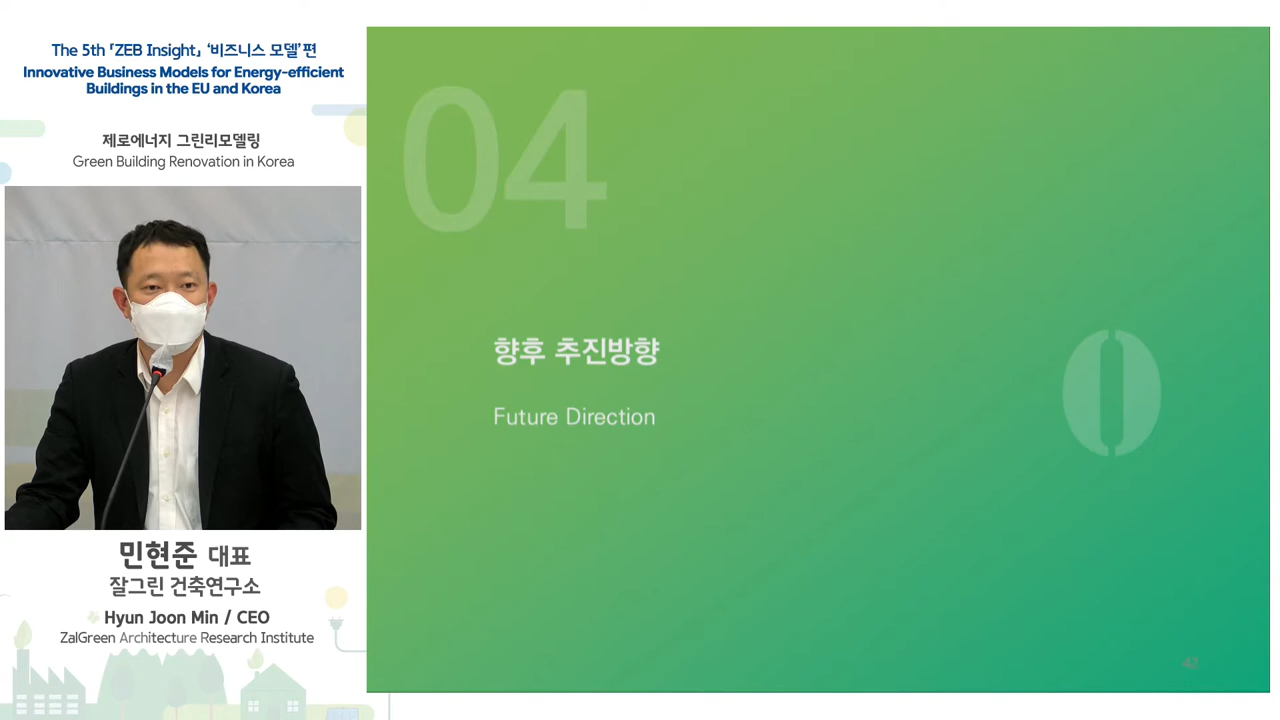 The 5th 「ZEB Insight」 ‘비즈니스 모델’편
Innovative Business Models for Energy-efficient
Buildings in the EU and Korea
제로에너지 그린리모델링
Green Building Renovation in Korea
민현준 대표
잘그린 건축연구소
Hyun Joon Min / CEO
ZalGreen Architecture Research Institute
04
향후 추진방향
Future Direction
0
42